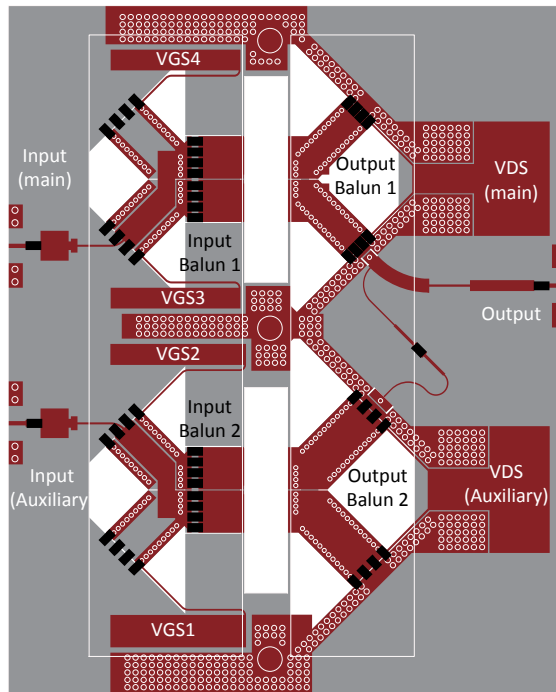 VGS4
Input
(main)
Output
Balun 1
VDS
(main)
Input
Balun 1
VGS3
Output
VGS2
Input
Balun 2
Input
(Auxiliary
Output
Balun 2
VDS
(Auxiliary)
VGS1